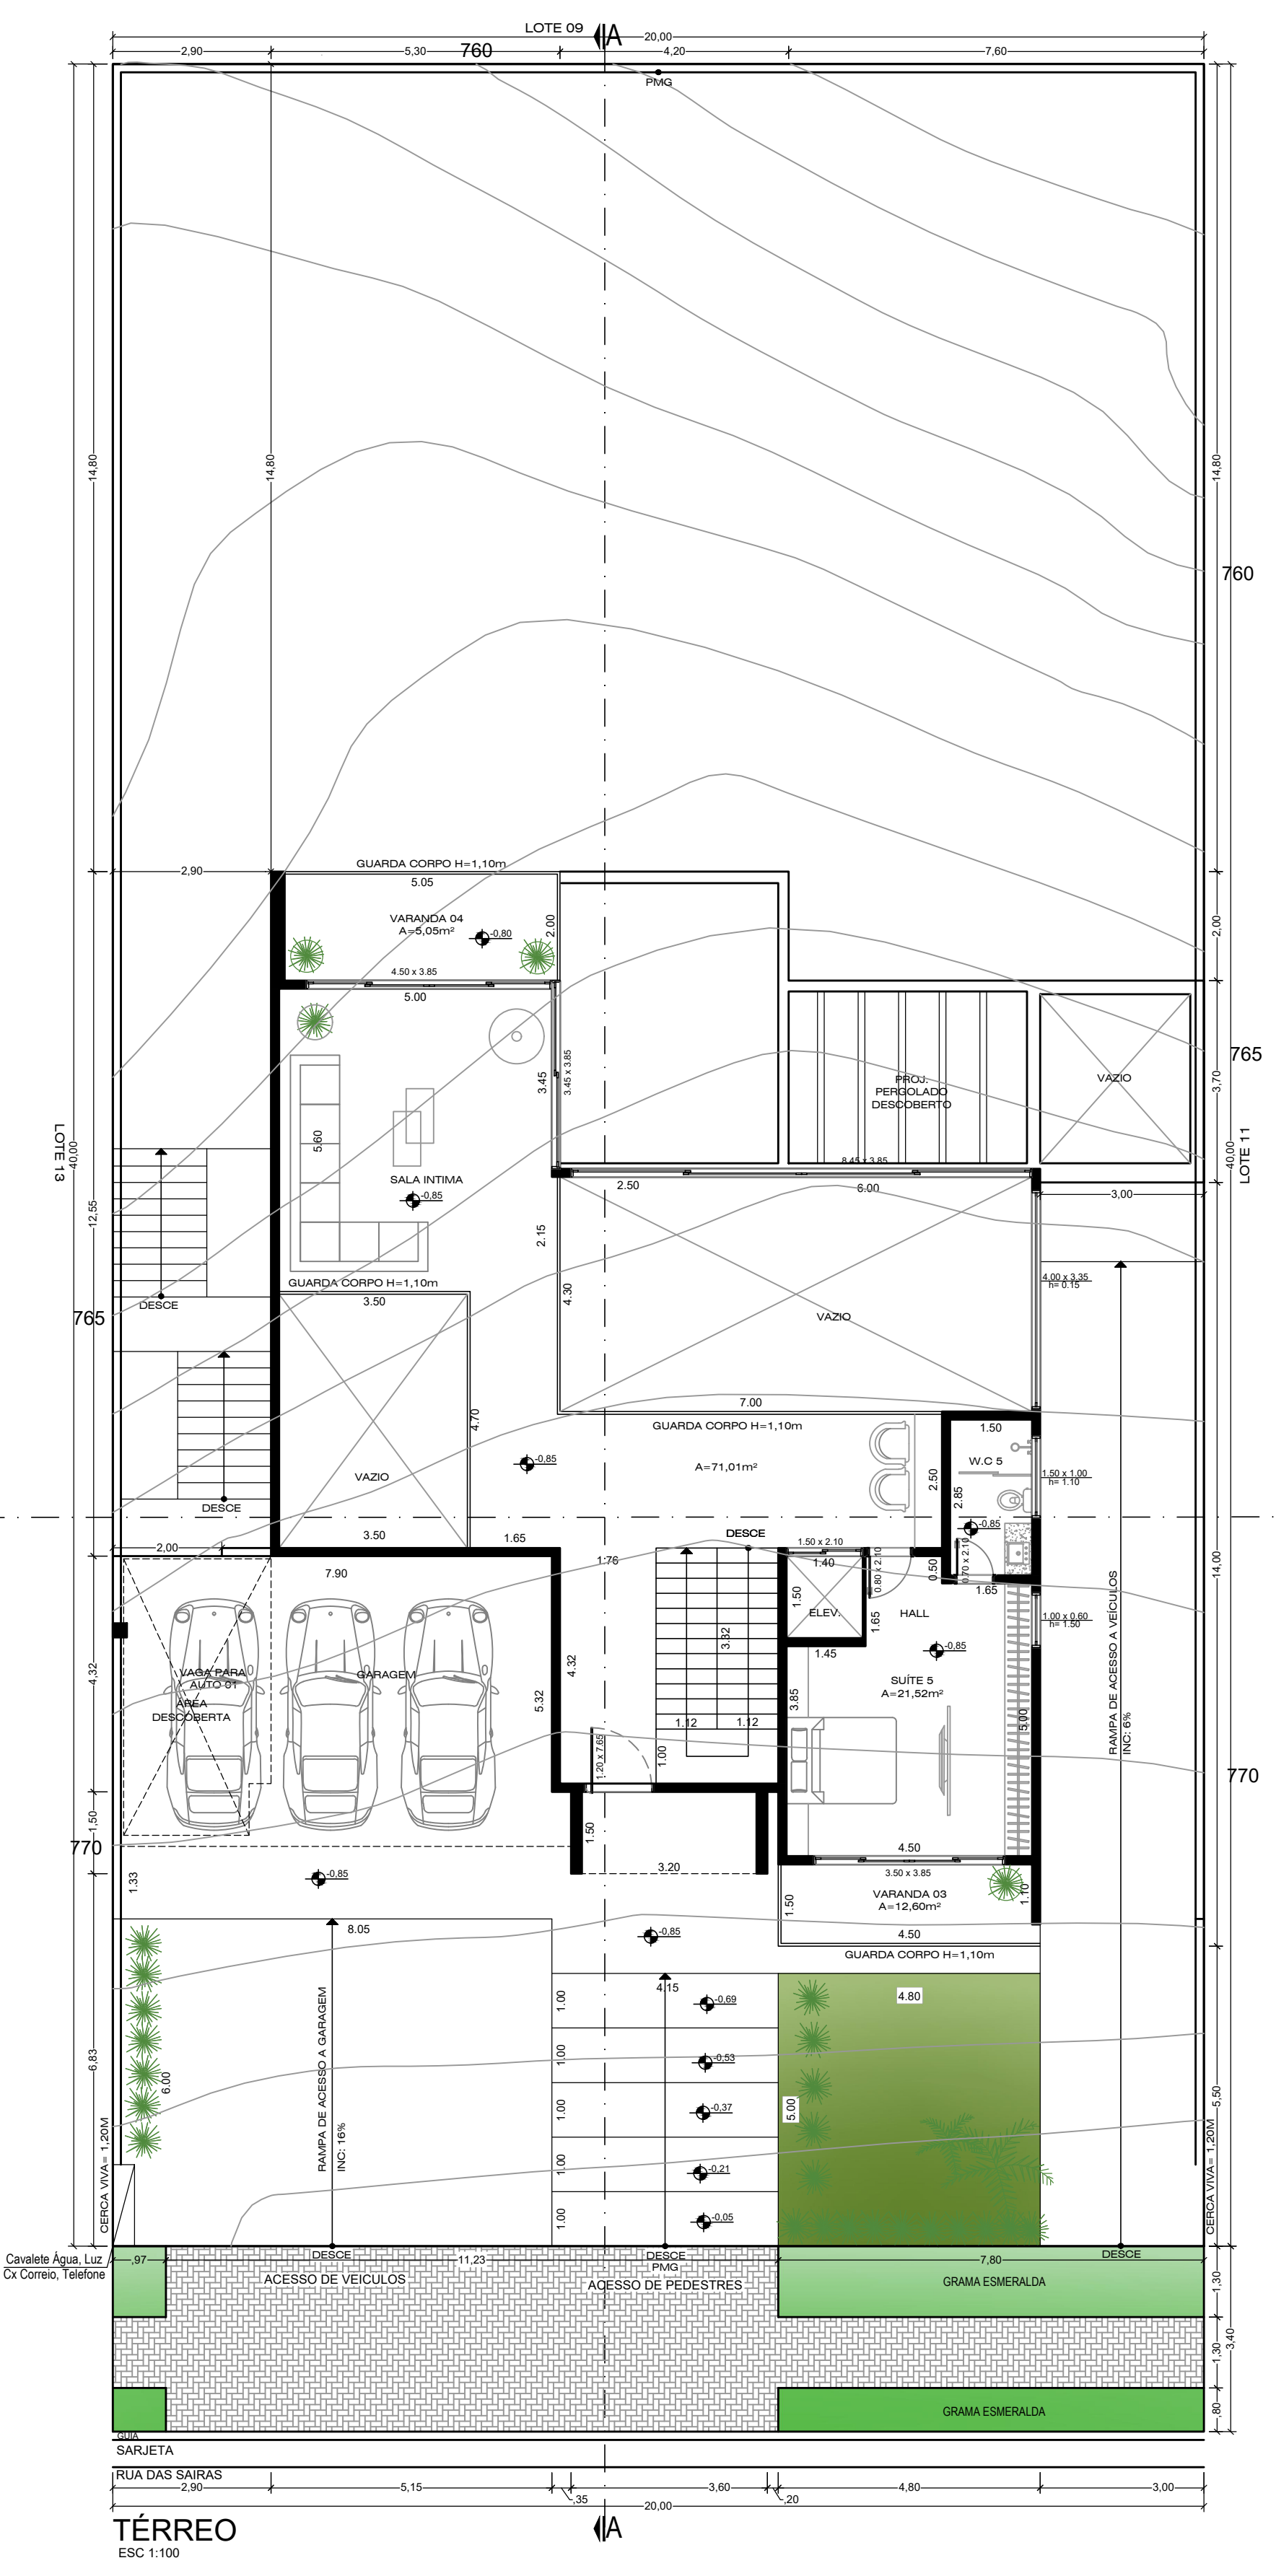 LOTE 09
A
20,00
2,90
5,30
760
4,20
7,60
PMG
14,80
14,80
14,80
760
2,90
GUARDA CORPO H=1,10m
5.05
VARANDA 04
A=5,05m²
-0,80
2.00
2,00
4.50 x 3.85
5.00
3.45
3.45 x 3.85
PROJ.
PERGOLADO
DESCOBERTO
VAZIO
3,70
765
LOTE 13
40,00
LOTE 11
40,00
5.60
SALA INTIMA
-0,85
8.45 x 3.85
2.50
6.00
3,00
12,55
2.15
GUARDA CORPO H=1,10m
3.50
4.30
4,00 x 3.35
h= 0.15
DESCE
765
VAZIO
7.00
GUARDA CORPO H=1,10m
4.70
1.50
-0,85
A=71,01m²
W.C 5
VAZIO
2.50
2.85
1.50 x 1.00
h= 1.10
DESCE
-0,85
3.50
1.65
DESCE
1.50 x 2.10
2,00
1.76
1.40
0.80 x 2.10
0.50
0.70 x 2.10
14,00
7.90
1.65
1.50
ELEV.
1.65
HALL
1.00 x 0.60
h= 1.50
3.32
-0,85
1.45
VAGA PARA
AUTO 01
GARAGEM
ÁREA
DESCOBERTA
4,32
4.32
5.32
SUÍTE 5
A=21,52m²
3.85
5.00
1.12
1.12
1.00
1.20 x 7.65
RAMPA DE ACESSO A VEÍCULOS
INC: 6%
770
1,50
770
1.50
4.50
3.20
3.50 x 3.85
-0,85
1.33
VARANDA 03
A=12,60m²
1.50
1.10
8.05
-0,85
4.50
GUARDA CORPO H=1,10m
4.15
4.80
1.00
-0,69
1.00
-0,53
RAMPA DE ACESSO A GARAGEM
INC: 16%
6,83
6.00
1.00
-0,37
5.00
5,50
1.00
-0,21
1.00
-0,05
CERCA VIVA= 1,20M
CERCA VIVA= 1,20M
Cavalete Água, Luz
Cx Correio, Telefone
,97
DESCE
11,23
DESCE
PMG
7,80
DESCE
ACESSO DE VEICULOS
ACESSO DE PEDESTRES
GRAMA ESMERALDA
1,30
1,30
3,40
GRAMA ESMERALDA
,80
GUIA
SARJETA
RUA DAS SAIRAS
2,90
5,15
,35
3,60
,20
4,80
3,00
20,00
TÉRREO
A
ESC 1:100